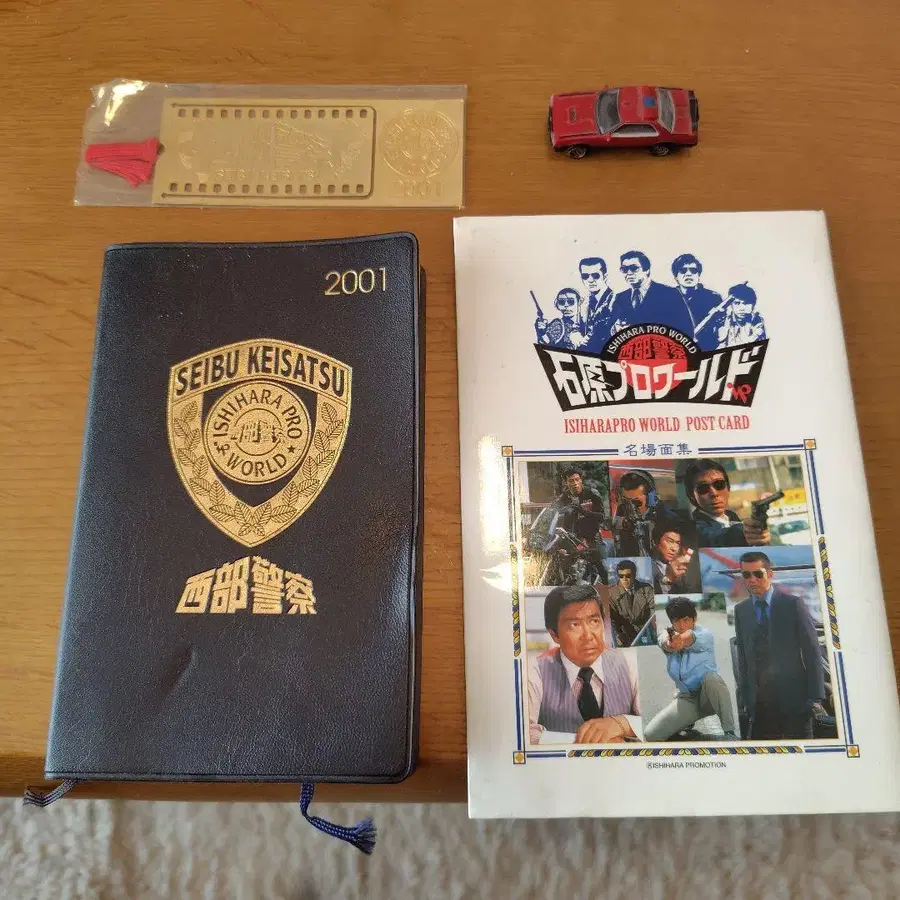 2001
2001
SEIBU KEISATSU
ISHIHARA PRO
WORLD
西部警察
ISHIHARA PRO WORLD
西部警察
石原プロワールド
ISIHARAPRO WORLD POST CARD
名場面集
ⓀISHIHARA PROMOTION